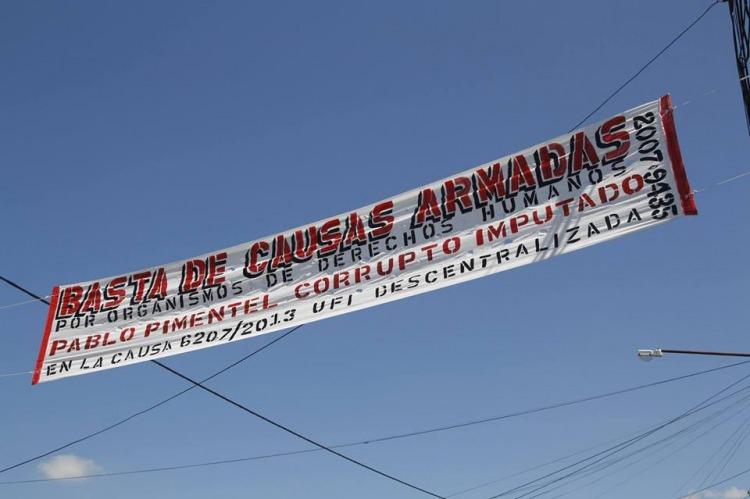 BASTA DE CAUSAS ARMADAS
POR ORGANISMOS DE DERECHOS HUMANOS
PABLO PIMENTEL CORRUPTO IMPUTADO
EN LA CAUSA 6207/2013 UFI DESCENTRALIZADA
2007-9435